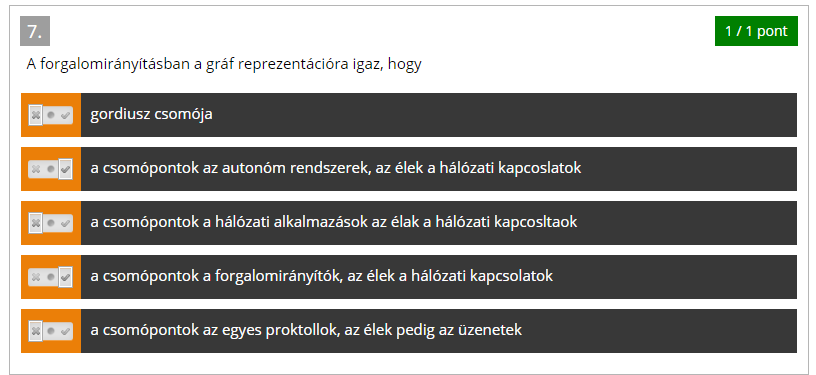 7.
1 / 1 pont
A forgalomirányításban a gráf reprezentációra igaz, hogy
gordiusz csomója
a csomópontok az autonóm rendszerek, az élek a hálózati kapcoslatok
a csomópontok a hálózati alkalmazások az élak a hálózati kapcosltaok
a csomópontok a forgalomirányítók, az élek a hálózati kapcsolatok
a csomópontok az egyes proktollok, az élek pedig az üzenetek